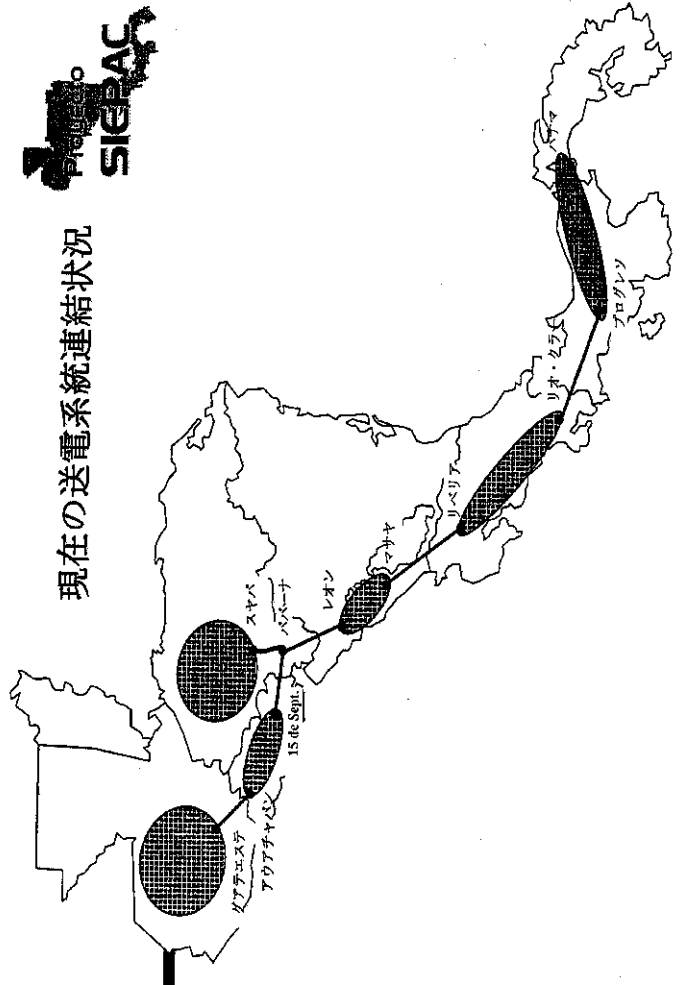 現在の送電系統連結状況
Proyecto
SIEPAC
グアテエステ
アウアチャパン
15 de Sept.
スヤパ
パバーナ
レオン
マサヤ
リベリア
リオ・クラ
プログレソ
パナマ